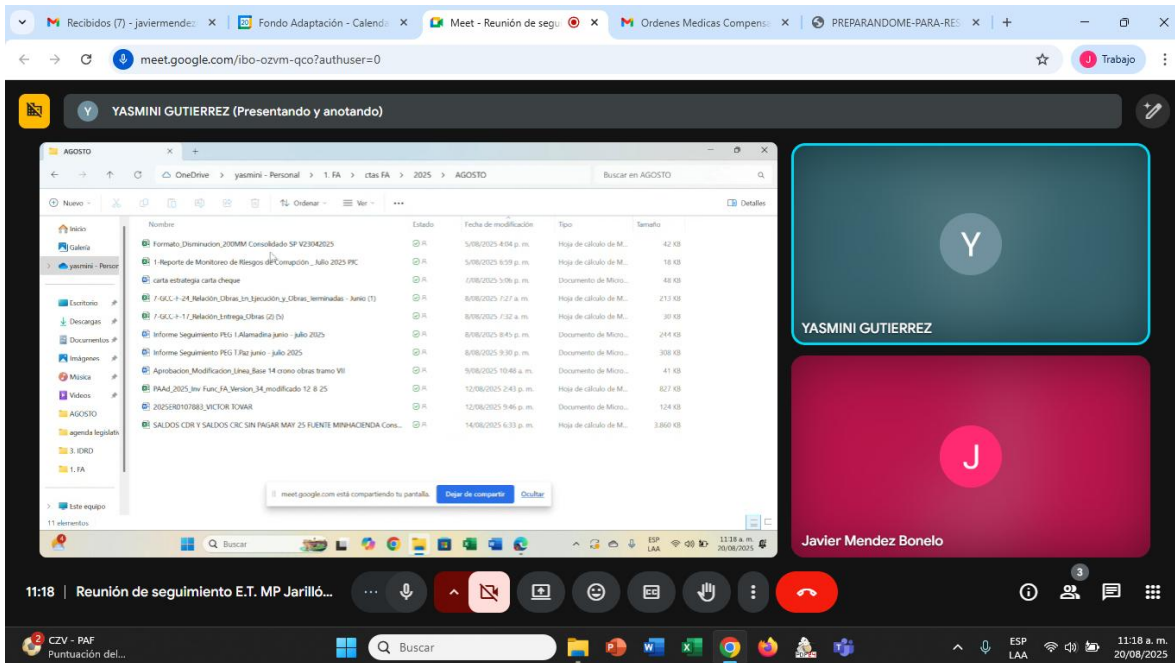 Recibidos (7) - javiermendez
Fondo Adaptación - Calenda
Meet - Reunión de segu
Ordenes Medicas Compensa
PREPARANDOME-PARA-RES
meet.google.com/ibo-ozvm-qco?authuser=0
J Trabajo
Y YASMINI GUTIERREZ (Presentando y anotando)
AGOSTO
OneDrive > yasmini - Personal > 1. FA > ctas FA > 2025 > AGOSTO
Buscar en AGOSTO
Nuevo
Ordenar
Ver
Detalles
Inicio
Galería
yasmini - Person
Escritorio
Descargas
Documentos
Imágenes
Música
Videos
AGOSTO
agenda legislativ
3. IDRD
1. FA
Este equipo
11 elementos
Nombre Estado Fecha de modificación Tipo Tamaño
Formato_Disminucion_200MM Consolidado SP V23042025 5/08/2025 4:04 p. m. Hoja de cálculo de M... 42 KB
1-Reporte de Monitoreo de Riesgos de Corrupción _ Julio 2025 PIC 5/08/2025 6:59 p. m. Hoja de cálculo de M... 18 KB
carta estrategia carta cheque 7/08/2025 5:06 p. m. Documento de Micro... 48 KB
7-GCC-F-24_Relación_Obras_En_Ejecución_y_Obras_Terminadas - Junio (1) 8/08/2025 7:27 a. m. Hoja de cálculo de M... 213 KB
7-GCC-F-17_Relación_Entrega_Obras (2) (5) 8/08/2025 7:32 a. m. Hoja de cálculo de M... 30 KB
Informe Seguimiento PEG T.Alamadina junio - julio 2025 8/08/2025 8:45 p. m. Documento de Micro... 244 KB
Informe Seguimiento PEG T.Paz junio - julio 2025 8/08/2025 9:30 p. m. Documento de Micro... 308 KB
Aprobacion_Modificacion_Linea_Base 14 crono obras tramo VII 9/08/2025 10:48 a. m. Documento de Micro... 41 KB
PAAd_2025_Inv Func_FA_Version_34_modificado 12 8 25 12/08/2025 2:43 p. m. Hoja de cálculo de M... 827 KB
2025ER0107883_VICTOR TOVAR 12/08/2025 9:46 p. m. Documento de Micro... 124 KB
SALDOS CDR Y SALDOS CRC SIN PAGAR MAY 25 FUENTE MINHACIENDA Cons... 14/08/2025 6:33 p. m. Hoja de cálculo de M... 3.860 KB
meet.google.com está compartiendo tu pantalla. Dejar de compartir Ocultar
Buscar
ESP
LAA
11:18 a. m.
20/08/2025
Y
YASMINI GUTIERREZ
J
Javier Mendez Bonelo
11:18 | Reunión de seguimiento E.T. MP Jarilló...
3
2
CZV - PAF
Puntuación del...
Buscar
ESP
LAA
11:18 a. m.
20/08/2025